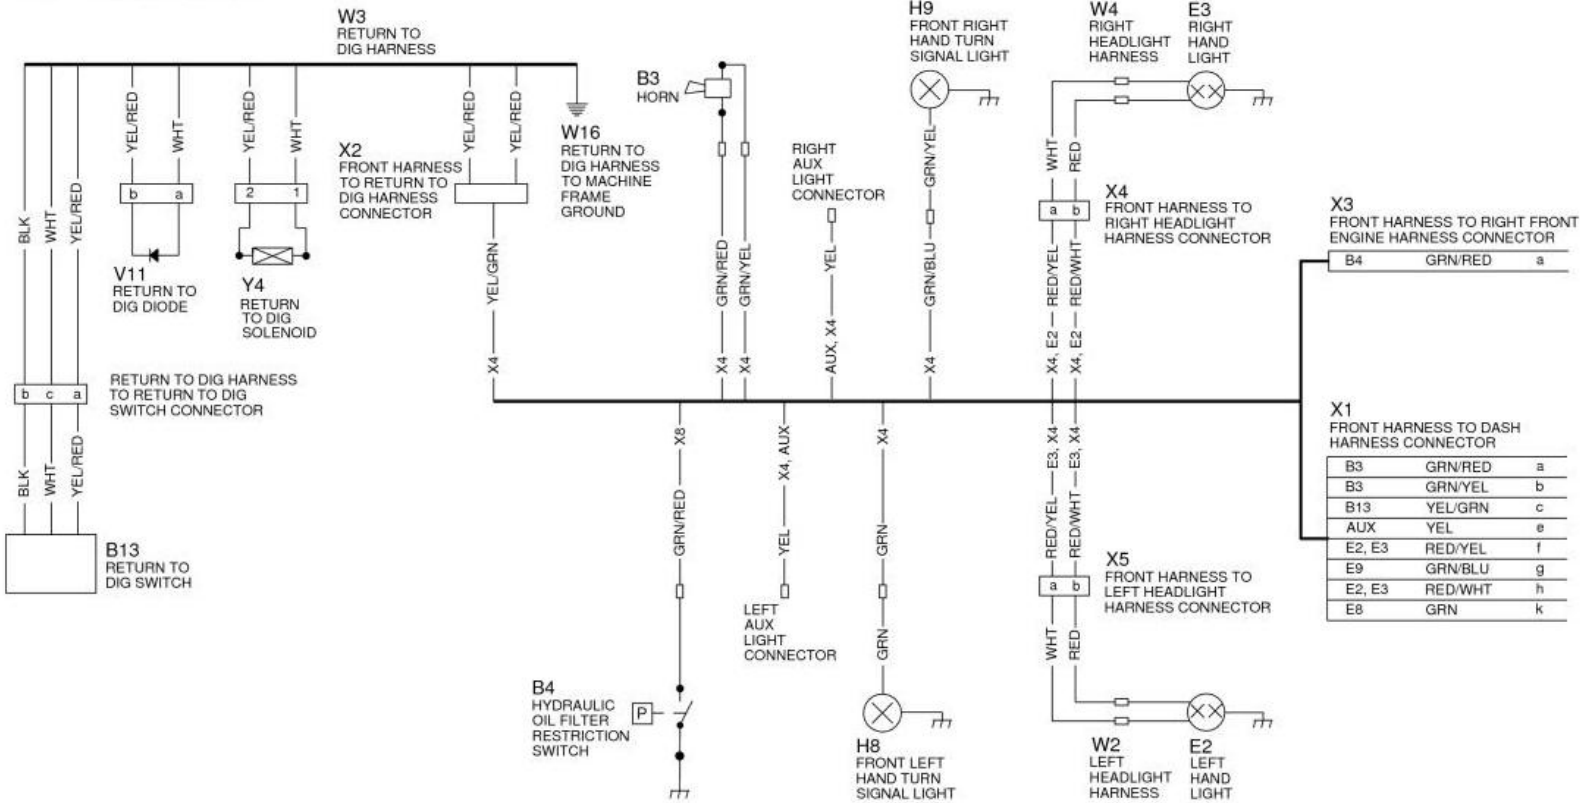 W3
RETURN TO
DIG HARNESS
H9
FRONT RIGHT
HAND TURN
SIGNAL LIGHT
W4
RIGHT
HEADLIGHT
HARNESS
E3
RIGHT
HAND
LIGHT
B3
HORN
YEL/RED
WHT
YEL/RED
WHT
YEL/RED
YEL/RED
W16
RETURN TO
DIG HARNESS
TO MACHINE
FRAME
GROUND
X2
FRONT HARNESS
TO RETURN TO
DIG HARNESS
CONNECTOR
RIGHT
AUX
LIGHT
CONNECTOR
GRN/YEL
WHT
RED
b
a
2
1
a
b
X4
FRONT HARNESS TO
RIGHT HEADLIGHT
HARNESS CONNECTOR
X3
FRONT HARNESS TO RIGHT FRONT
ENGINE HARNESS CONNECTOR
B4 GRN/RED a
BLK
WHT
YEL/RED
V11
RETURN TO
DIG DIODE
Y4
RETURN
TO DIG
SOLENOID
YEL/GRN
GRN/RED
GRN/YEL
YEL
GRN/BLU
RED/YEL
RED/WHT
X4
X4
X4
AUX, X4
X4
X4, E2
X4, E2
b
c
a
RETURN TO DIG HARNESS
TO RETURN TO DIG
SWITCH CONNECTOR
X8
X4, AUX
X4
E3, X4
E3, X4
X1
FRONT HARNESS TO DASH
HARNESS CONNECTOR
B3 GRN/RED a
B3 GRN/YEL b
B13 YEL/GRN c
AUX YEL e
E2, E3 RED/YEL f
E9 GRN/BLU g
E2, E3 RED/WHT h
E8 GRN k
BLK
WHT
YEL/RED
GRN/RED
YEL
GRN
RED/YEL
RED/WHT
B13
RETURN TO
DIG SWITCH
a
b
X5
FRONT HARNESS TO
LEFT HEADLIGHT
HARNESS CONNECTOR
LEFT
AUX
LIGHT
CONNECTOR
GRN
WHT
RED
B4
HYDRAULIC
OIL FILTER
RESTRICTION
SWITCH
P
H8
FRONT LEFT
HAND TURN
SIGNAL LIGHT
W2
LEFT
HEADLIGHT
HARNESS
E2
LEFT
HAND
LIGHT